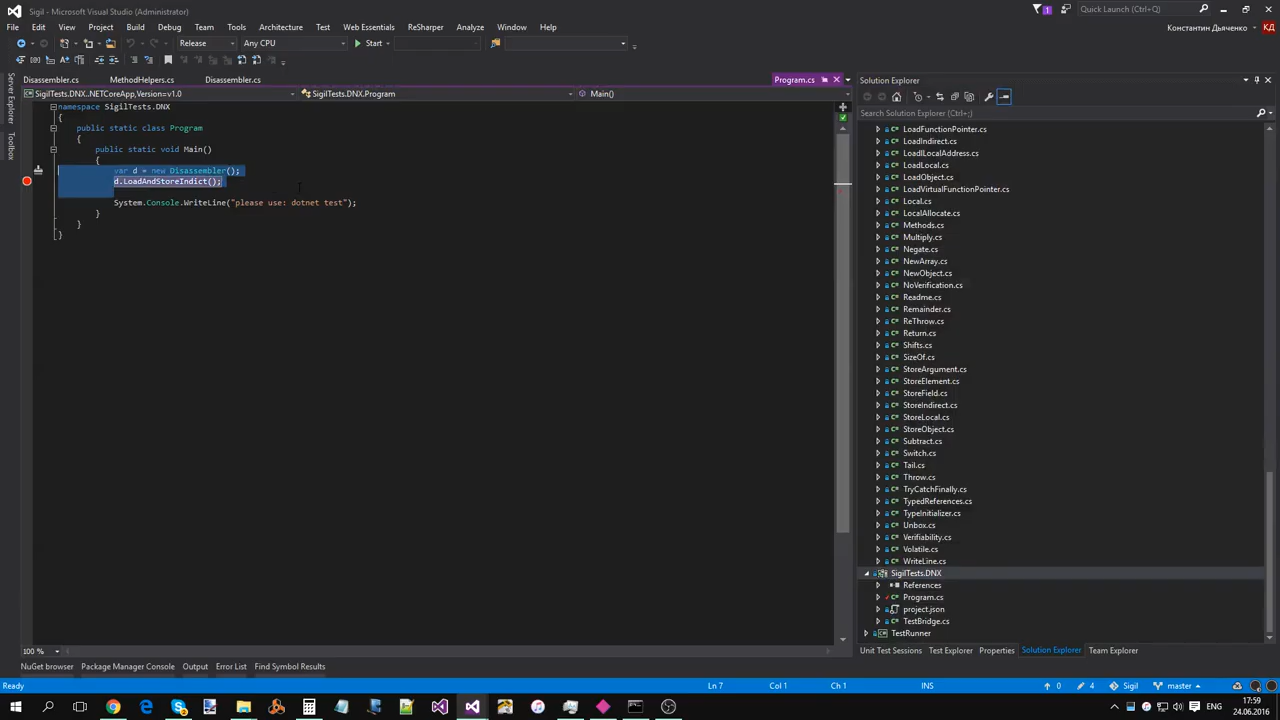 Sigil - Microsoft Visual Studio (Administrator)
1
Quick Launch (Ctrl+;)
File Edit View Project Build Debug Team Tools Architecture Test Web Essentials ReSharper Analyze Window Help
Константин Дьяченко КД
Release Any CPU Start
Server Explorer
Toolbox
Disassembler.cs MethodHelpers.cs Disassembler.cs Program.cs
SigilTests.DNX..NETCoreApp,Version=v1.0 SigilTests.DNX.Program Main()
namespace SigilTests.DNX
{
public static class Program
{
public static void Main()
{
var d = new Disassembler();
d.LoadAndStoreIndict();
System.Console.WriteLine("please use: dotnet test");
}
}
}
100 %
Solution Explorer
Search Solution Explorer (Ctrl+;)
LoadFunctionPointer.cs
LoadIndirect.cs
LoadILocalAddress.cs
LoadLocal.cs
LoadObject.cs
LoadVirtualFunctionPointer.cs
Local.cs
LocalAllocate.cs
Methods.cs
Multiply.cs
Negate.cs
NewArray.cs
NewObject.cs
NoVerification.cs
Readme.cs
Remainder.cs
ReThrow.cs
Return.cs
Shifts.cs
SizeOf.cs
StoreArgument.cs
StoreElement.cs
StoreField.cs
StoreIndirect.cs
StoreLocal.cs
StoreObject.cs
Subtract.cs
Switch.cs
Tail.cs
Throw.cs
TryCatchFinally.cs
TypedReferences.cs
TypeInitializer.cs
Unbox.cs
Verifiability.cs
Volatile.cs
WriteLine.cs
SigilTests.DNX
References
Program.cs
project.json
TestBridge.cs
TestRunner
Unit Test Sessions Test Explorer Properties Solution Explorer Team Explorer
NuGet browser Package Manager Console Output Error List Find Symbol Results
Ready Ln 7 Col 1 Ch 1 INS 0 4 Sigil master
ENG
17:59
24.06.2016